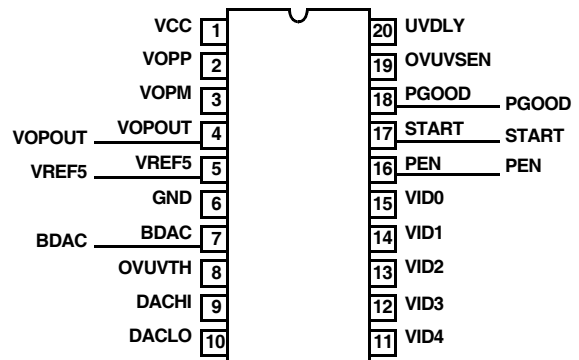 VCC 1 20 UVDLY
VOPP 2 19 OVUVSEN
VOPM 3 18 PGOOD PGOOD
VOPOUT VOPOUT 4 17 START START
VREF5 VREF5 5 16 PEN PEN
GND 6 15 VID0
BDAC BDAC 7 14 VID1
OVUVTH 8 13 VID2
DACHI 9 12 VID3
DACLO 10 11 VID4